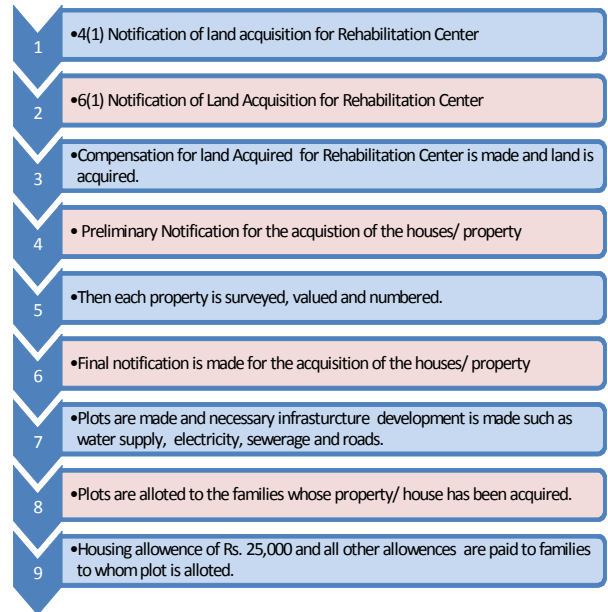 1
•4(1) Notification of land acquisition for Rehabilitation Center
2
•6(1) Notification of Land Acquisition for Rehabilitation Center
3
•Compensation for land Acquired for Rehabilitation Center is made and land is
acquired.
4
• Preliminary Notification for the acquistion of the houses/ property
5
•Then each property is surveyed, valued and numbered.
6
•Final notification is made for the acquisition of the houses/ property
7
•Plots are made and necessary infrasturcture development is made such as
water supply, electricity, sewerage and roads.
8
•Plots are alloted to the families whose property/ house has been acquired.
9
•Housing allowence of Rs. 25,000 and all other allowences are paid to families
to whom plot is alloted.